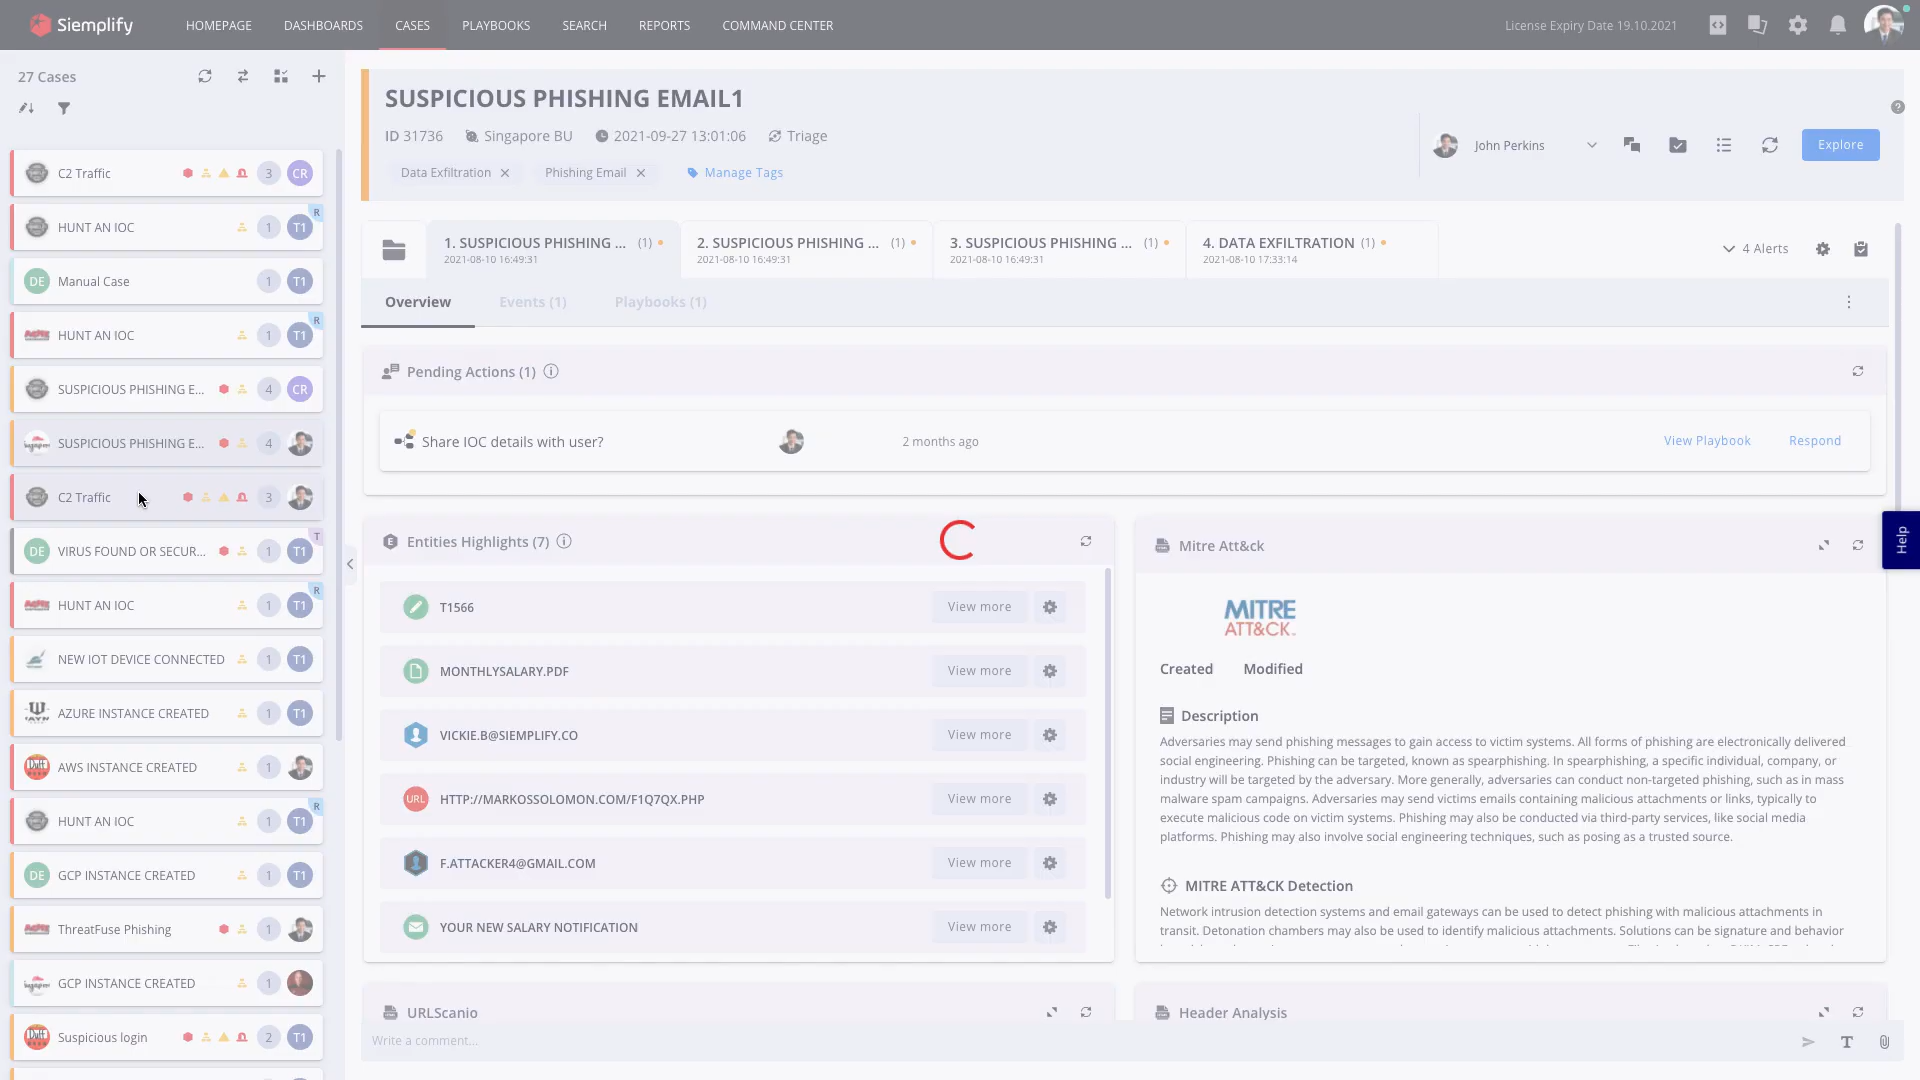 Siemplify
HOMEPAGE
DASHBOARDS
CASES
PLAYBOOKS
SEARCH
REPORTS
COMMAND CENTER
License Expiry Date 19.10.2021
27 Cases
C2 Traffic 3 CR
HUNT AN IOC 1 T1 R
DE Manual Case 1 T1
HUNT AN IOC 1 T1 R
SUSPICIOUS PHISHING E... 4 CR
SUSPICIOUS PHISHING E... 4
C2 Traffic 3
DE VIRUS FOUND OR SECUR... 1 T1 T
HUNT AN IOC 1 T1 R
NEW IOT DEVICE CONNECTED 1 T1
AZURE INSTANCE CREATED 1 T1
AWS INSTANCE CREATED 1
HUNT AN IOC 1 T1 R
DE GCP INSTANCE CREATED 1 T1
ThreatFuse Phishing 1
GCP INSTANCE CREATED 1
Suspicious login 2 T1
SUSPICIOUS PHISHING EMAIL1
ID 31736 Singapore BU 2021-09-27 13:01:06 Triage
Data Exfiltration
Phishing Email
Manage Tags
John Perkins
Explore
1. SUSPICIOUS PHISHING ... (1)
2021-08-10 16:49:31
2. SUSPICIOUS PHISHING ... (1)
2021-08-10 16:49:31
3. SUSPICIOUS PHISHING ... (1)
2021-08-10 16:49:31
4. DATA EXFILTRATION (1)
2021-08-10 17:33:14
4 Alerts
Overview
Events (1)
Playbooks (1)
Pending Actions (1)
Share IOC details with user?
2 months ago
View Playbook
Respond
Entities Highlights (7)
T1566 View more
MONTHLYSALARY.PDF View more
VICKIE.B@SIEMPLIFY.CO View more
URL HTTP://MARKOSSOLOMON.COM/F1Q7QX.PHP View more
F.ATTACKER4@GMAIL.COM View more
YOUR NEW SALARY NOTIFICATION View more
Mitre Att&ck
MITRE
ATT&CK
Created Modified
Description
Adversaries may send phishing messages to gain access to victim systems. All forms of phishing are electronically delivered
social engineering. Phishing can be targeted, known as spearphishing. In spearphishing, a specific individual, company, or
industry will be targeted by the adversary. More generally, adversaries can conduct non-targeted phishing, such as in mass
malware spam campaigns. Adversaries may send victims emails containing malicious attachments or links, typically to
execute malicious code on victim systems. Phishing may also be conducted via third-party services, like social media
platforms. Phishing may also involve social engineering techniques, such as posing as a trusted source.
MITRE ATT&CK Detection
Network intrusion detection systems and email gateways can be used to detect phishing with malicious attachments in
transit. Detonation chambers may also be used to identify malicious attachments. Solutions can be signature and behavior
URLScanio
Header Analysis
Write a comment...
Help